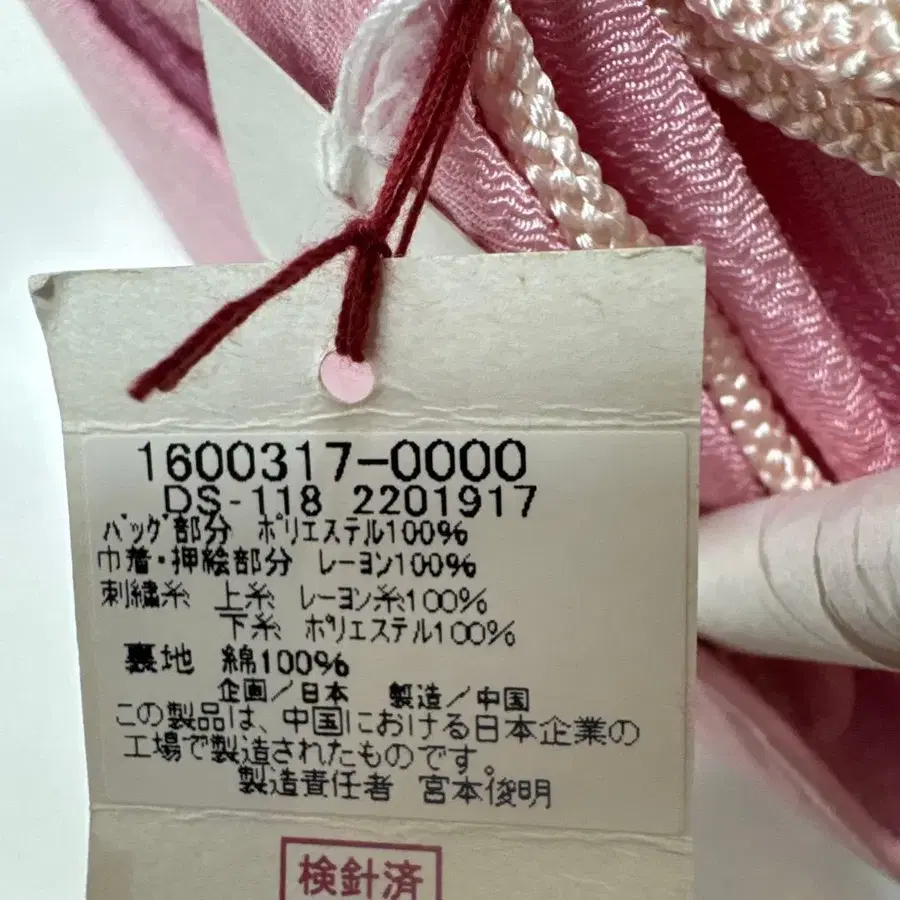 1600317-0000
DS-118 2201917
バッグ部分 ポリエステル100%
巾着・押絵部分 レーヨン100%
刺繍糸 上糸 レーヨン糸100%
下糸 ポリエステル100%
裏地 綿100%
企画/日本 製造/中国
この製品は、中国における日本企業の
工場で製造されたものです。
製造責任者 宮本俊明
検針済